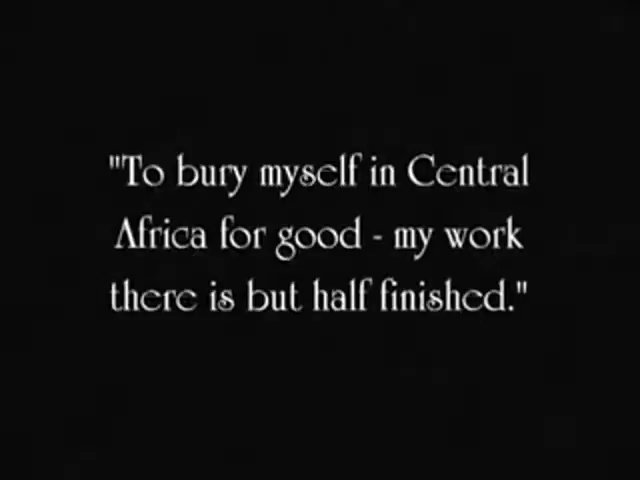 "To bury myself in Central
Africa for good - my work
there is but half finished."